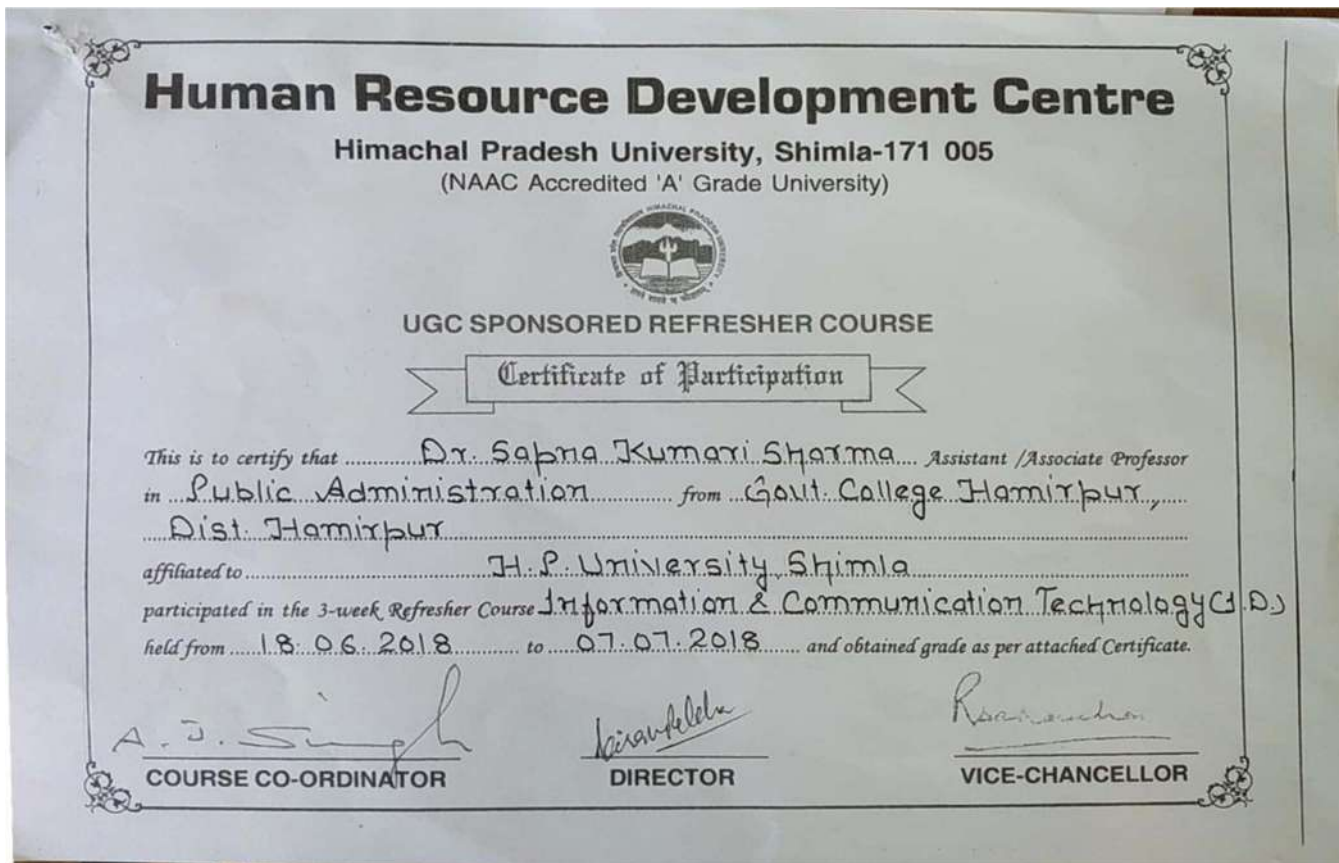 Human Resource Development Centre
Himachal Pradesh University, Shimla-171 005
(NAAC Accredited 'A' Grade University)
HIMACHAL PRADESH UNIVERSITY
UGC SPONSORED REFRESHER COURSE
Certificate of Participation
This is to certify that Dr. Sapna Kumari Sharma Assistant /Associate Professor
in Public Administration from Govt. College Hamirpur,
Dist. Hamirpur
affiliated to H.P. University, Shimla
participated in the 3-week Refresher Course Information & Communication Technology (I.D.)
held from 18.06.2018 to 07.07.2018 and obtained grade as per attached Certificate.
A. J. Singh
COURSE CO-ORDINATOR DIRECTOR VICE-CHANCELLOR